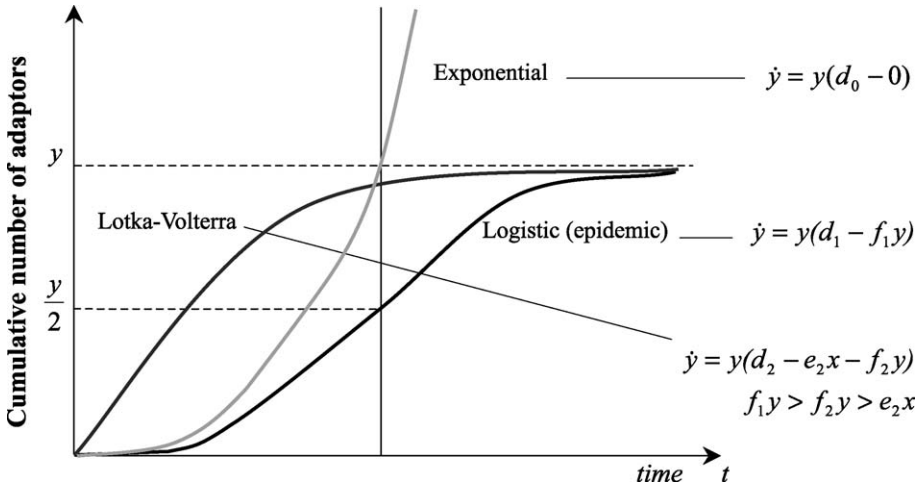 Cumulative number of adaptors
Exponential
ẏ = y(d₀ – 0)
y
Lotka-Volterra
Logistic (epidemic)
ẏ = y(d₁ – f₁y)
y/2
ẏ = y(d₂ – e₂x – f₂y)
f₁y > f₂y > e₂x
time t